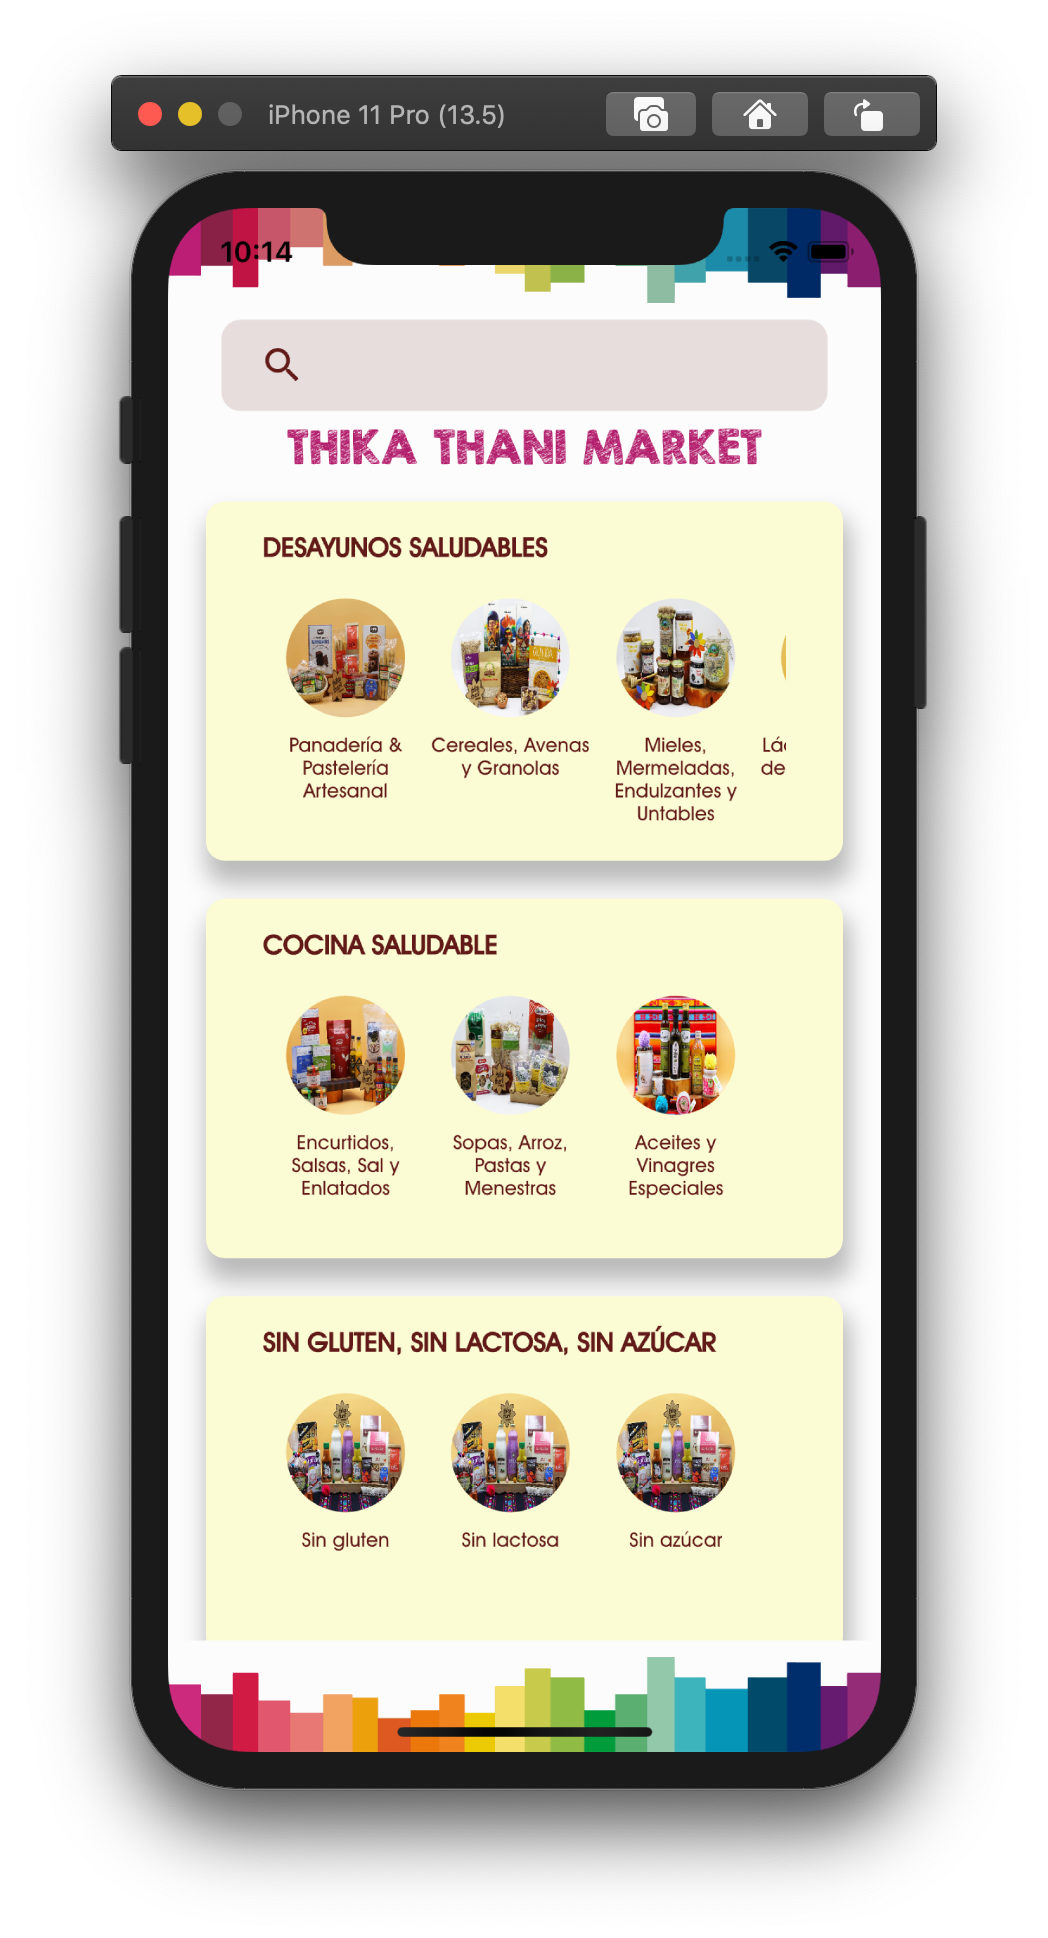 iPhone 11 Pro (13.5)
10:14
THIKA THANI MARKET
DESAYUNOS SALUDABLES
Panadería &
Pastelería
Artesanal
Cereales, Avenas
y Granolas
Mieles,
Mermeladas,
Endulzantes y
Untables
de
COCINA SALUDABLE
Encurtidos,
Salsas, Sal y
Enlatados
Sopas, Arroz,
Pastas y
Menestras
Aceites y
Vinagres
Especiales
SIN GLUTEN, SIN LACTOSA, SIN AZÚCAR
Sin gluten
Sin lactosa
Sin azúcar